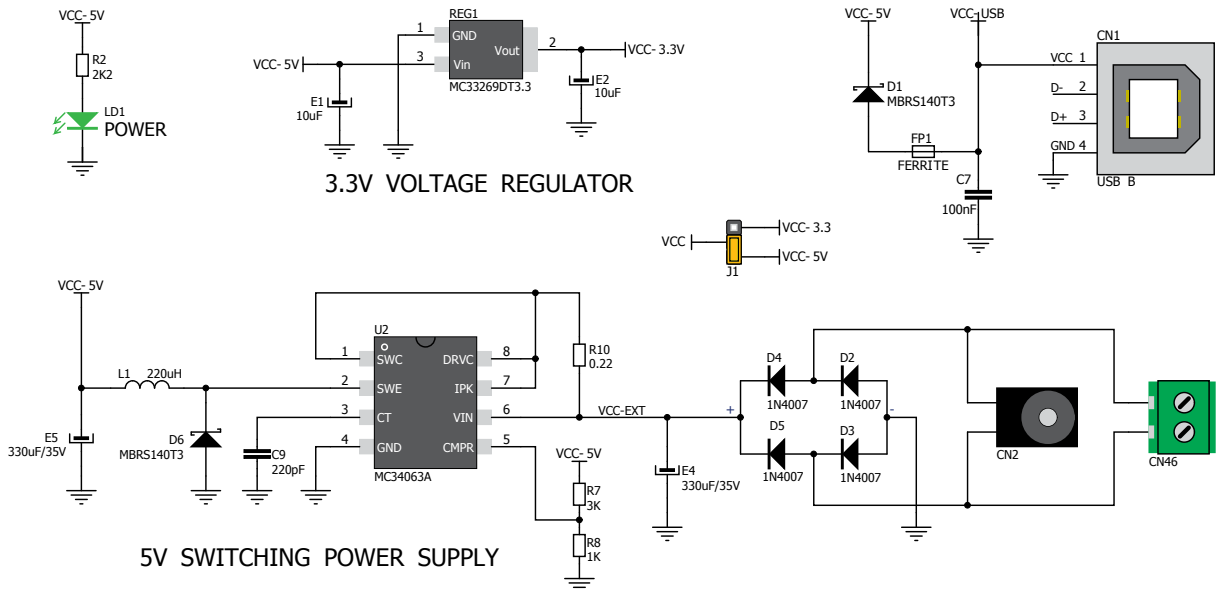 VCC-5V
R2
2K2
LD1
POWER
REG1
1
GND
3
Vin
Vout
2
MC33269DT3.3
VCC-5V
E1
10uF
VCC-3.3V
E2
10uF
3.3V VOLTAGE REGULATOR
VCC-5V
VCC-USB
D1
MBRS140T3
FP1
FERRITE
C7
100nF
CN1
VCC 1
D- 2
D+ 3
GND 4
USB B
VCC
VCC-3.3
VCC-5V
J1
VCC-5V
L1 220uH
E5
330uF/35V
D6
MBRS140T3
C9
220pF
U2
1 SWC DRVC 8
2 SWE IPK 7
3 CT VIN 6
4 GND CMPR 5
MC34063A
R10
0.22
VCC-EXT
VCC-5V
R7
3K
R8
1K
E4
330uF/35V
D4
1N4007
D2
1N4007
+
-
D5
1N4007
D3
1N4007
CN2
CN46
5V SWITCHING POWER SUPPLY